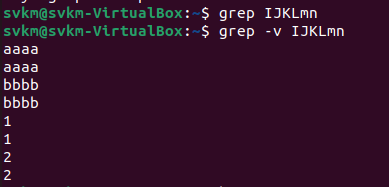 svkm@svkm-VirtualBox:~$ grep IJKLmn
svkm@svkm-VirtualBox:~$ grep -v IJKLmn
aaaa
aaaa
bbbb
bbbb
1
1
2
2